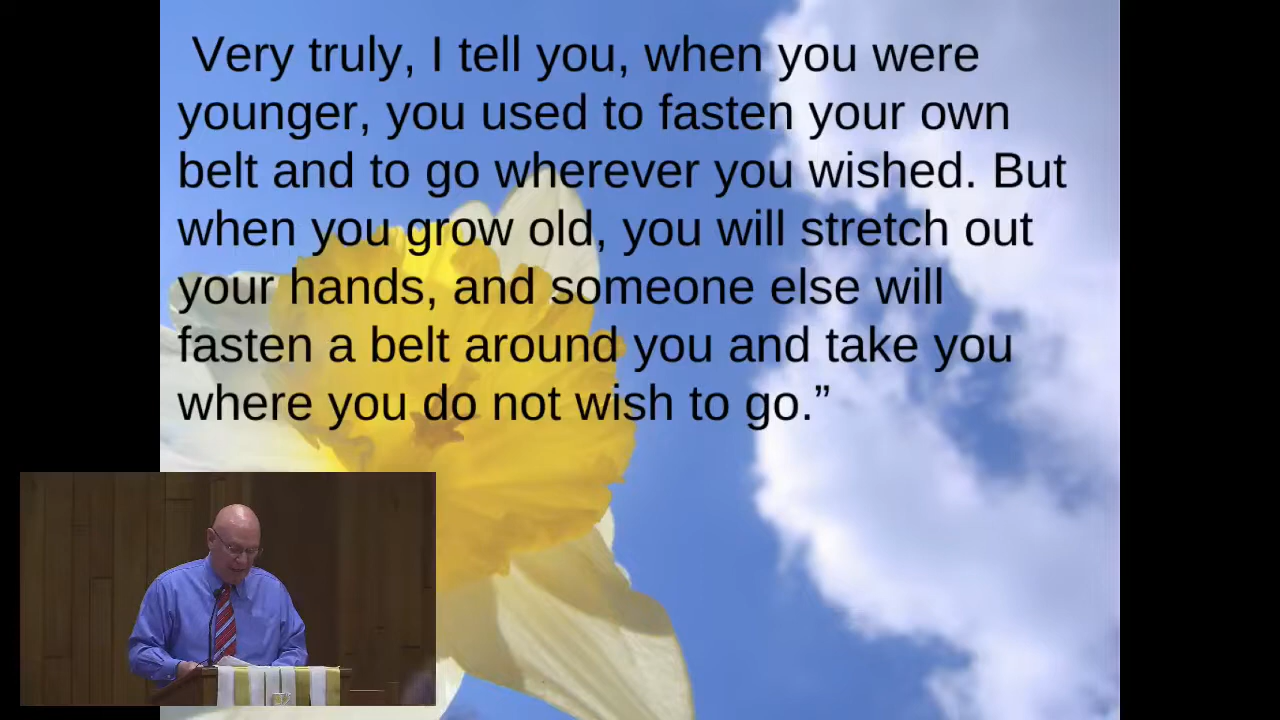 Very truly, I tell you, when you were
younger, you used to fasten your own
belt and to go wherever you wished. But
when you grow old, you will stretch out
your hands, and someone else will
fasten a belt around you and take you
where you do not wish to go.”